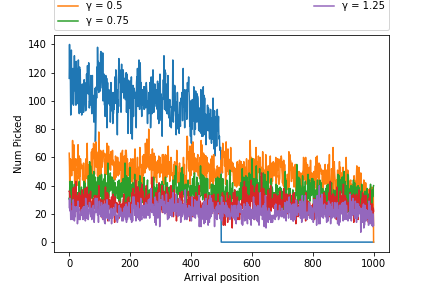 γ = 0.5
γ = 1.25
γ = 0.75
140
120
100
80
60
40
20
0
Num Picked
0
200
400
600
800
1000
Arrival position